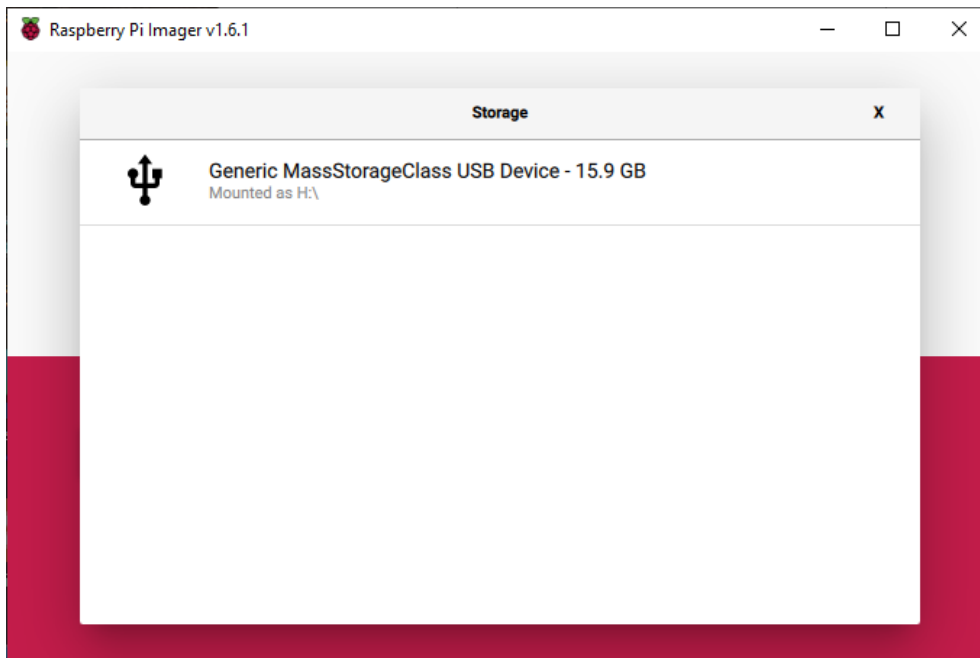 Raspberry Pi Imager v1.6.1
Storage
X
Generic MassStorageClass USB Device - 15.9 GB
Mounted as H:\